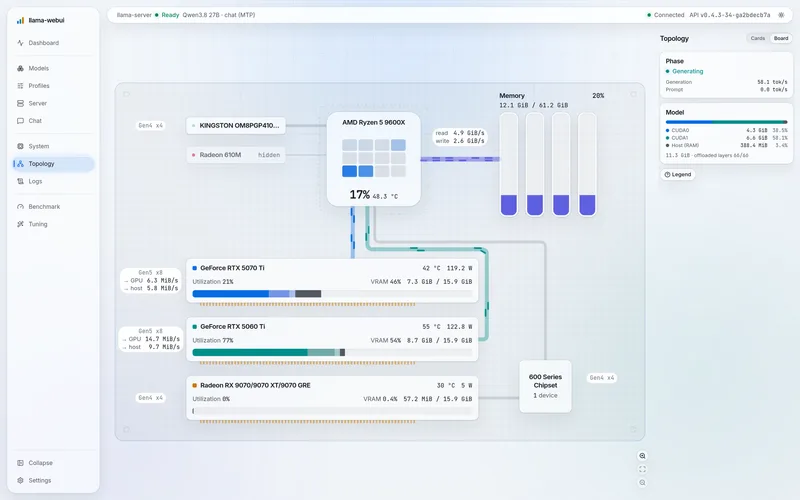 llama-webui
Dashboard
Models
Profiles
Server
Chat
System
Topology
Logs
Benchmark
Tuning
Collapse
Settings
llama-server Ready Qwen3.8 27B · chat (MTP)
Connected API v0.4.3-34-ga2bdecb7a
Gen4 x4
KINGSTON OM8PGP410...
Radeon 610M hidden
AMD Ryzen 5 9600X
17% 48.3 °C
read 4.9 GiB/s
write 2.6 GiB/s
Memory 20%
12.1 GiB / 61.2 GiB
Gen5 x8
→ GPU 6.3 MiB/s
← host 5.8 MiB/s
GeForce RTX 5070 Ti 42 °C 119.2 W
Utilization 21% VRAM 46% 7.3 GiB / 15.9 GiB
Gen5 x8
→ GPU 14.7 MiB/s
← host 9.7 MiB/s
GeForce RTX 5060 Ti 55 °C 122.8 W
Utilization 77% VRAM 54% 8.7 GiB / 15.9 GiB
Gen4 x4
Radeon RX 9070/9070 XT/9070 GRE 30 °C 5 W
Utilization 0% VRAM 0.4% 57.2 MiB / 15.9 GiB
600 Series
Chipset
1 device
Gen4 x4
Topology
Cards Board
Phase
Generating
Generation 58.1 tok/s
Prompt 0.0 tok/s
Model
CUDA0 4.3 GiB 38.5%
CUDA1 6.6 GiB 58.1%
Host (RAM) 388.4 MiB 3.4%
11.3 GiB · offloaded layers 66/66
Legend